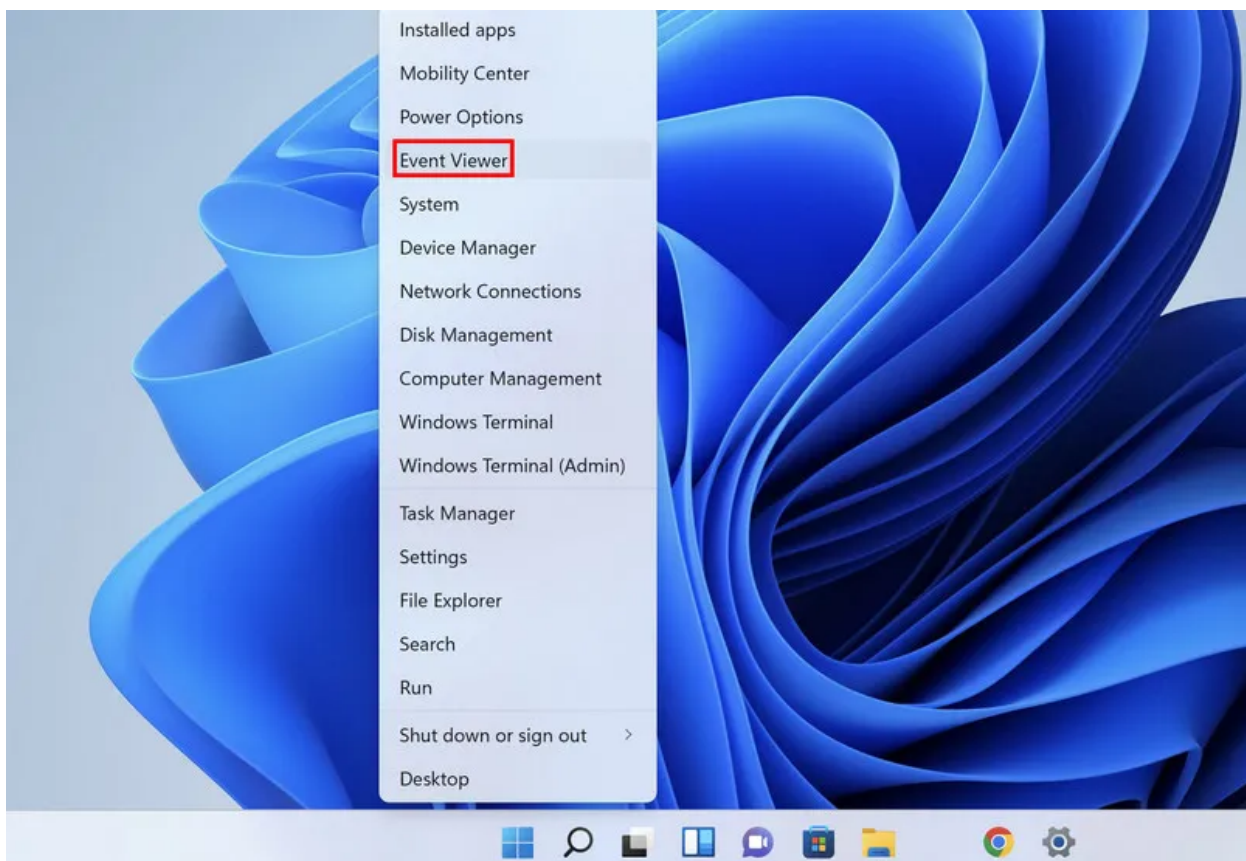 Installed apps
Mobility Center
Power Options
Event Viewer
System
Device Manager
Network Connections
Disk Management
Computer Management
Windows Terminal
Windows Terminal (Admin)
Task Manager
Settings
File Explorer
Search
Run
Shut down or sign out
Desktop